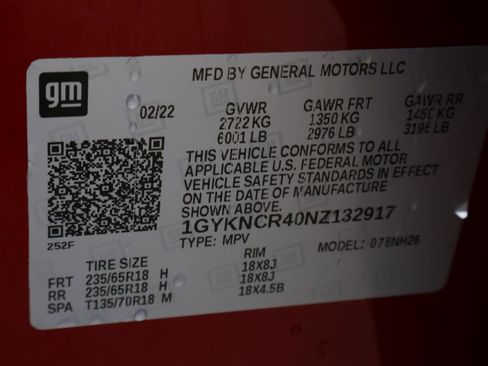 gm
MFD BY GENERAL MOTORS LLC
02/22 GVWR GAWR FRT GAWR RR
2722 KG 1350 KG 1450 KG
6001 LB 2976 LB 3196 LB
THIS VEHICLE CONFORMS TO ALL
APPLICABLE U.S. FEDERAL MOTOR
VEHICLE SAFETY STANDARDS IN EFFECT
ON THE DATE OF MANUFACTURE
SHOWN ABOVE.
1GYKNCR40NZ132917
252F
TYPE: MPV MODEL: 075NH26
TIRE SIZE RIM
FRT 235/65R18 H 18X8J
RR 235/65R18 H 18X8J
SPA T135/70R18 M 18X4.5B